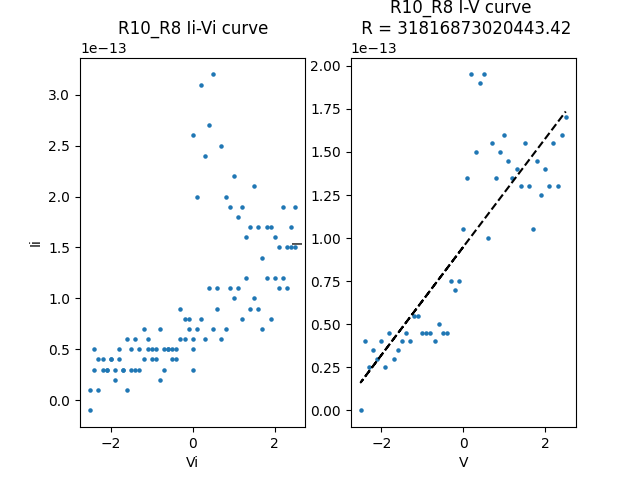 R10_R8 Ii-Vi curve
1e−13
3.0
2.5
2.0
1.5
1.0
0.5
0.0
Ii
−2
0
2
Vi
R10_R8 I-V curve
R = 31816873020443.42
1e−13
2.00
1.75
1.50
1.25
1.00
0.75
0.50
0.25
0.00
I
−2
0
2
V